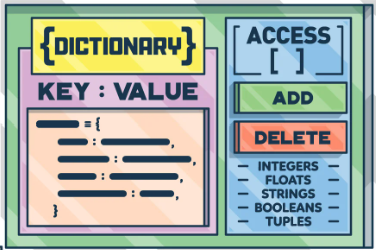 {DICTIONARY}
KEY : VALUE
= {
: ,
: ,
: ,
: ,
}
ACCESS
[ ]
ADD
DELETE
INTEGERS
FLOATS
STRINGS
BOOLEANS
TUPLES